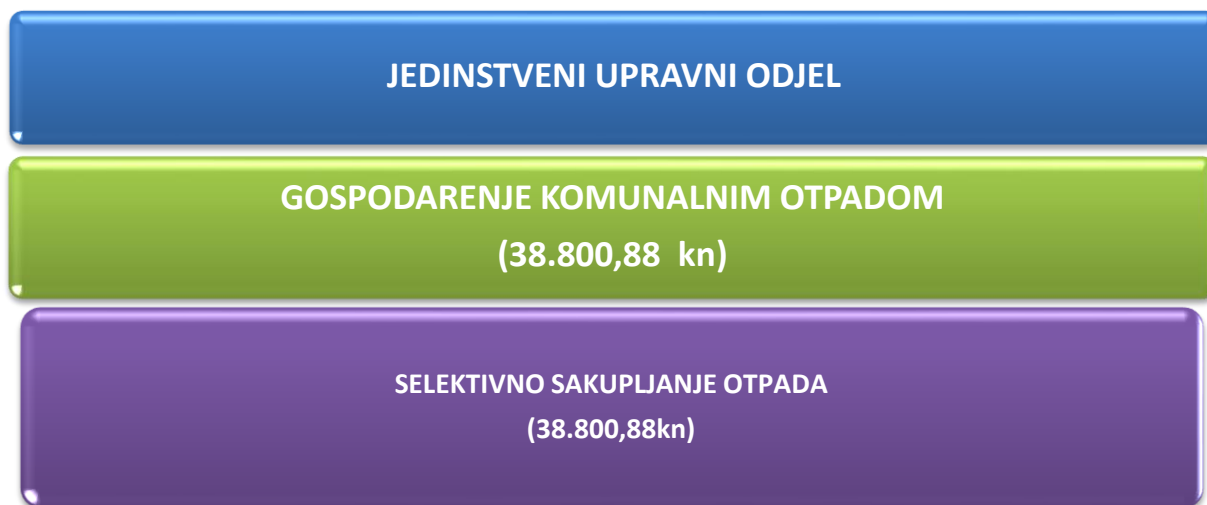 JEDINSTVENI UPRAVNI ODJEL
GOSPODARENJE KOMUNALNIM OTPADOM
(38.800,88 kn)
SELEKTIVNO SAKUPLJANJE OTPADA
(38.800,88kn)